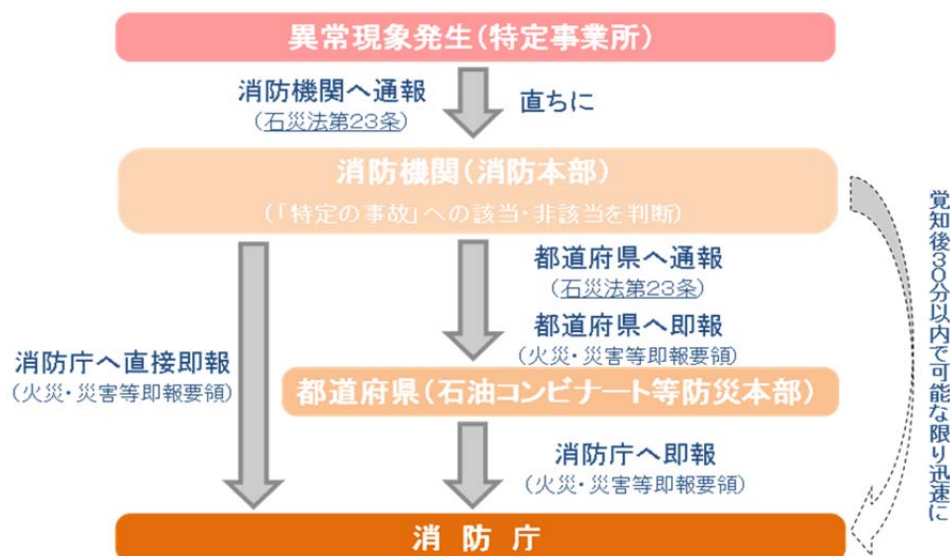 異常現象発生(特定事業所)
消防機関へ通報
(石災法第23条)
直ちに
消防機関(消防本部)
(「特定の事故」への該当・非該当を判断)
都道府県へ通報
(石災法第23条)
都道府県へ即報
(火災・災害等即報要領)
消防庁へ直接即報
(火災・災害等即報要領)
都道府県(石油コンビナート等防災本部)
消防庁へ即報
(火災・災害等即報要領)
覚知後30分以内で可能な限り迅速に
消 防 庁